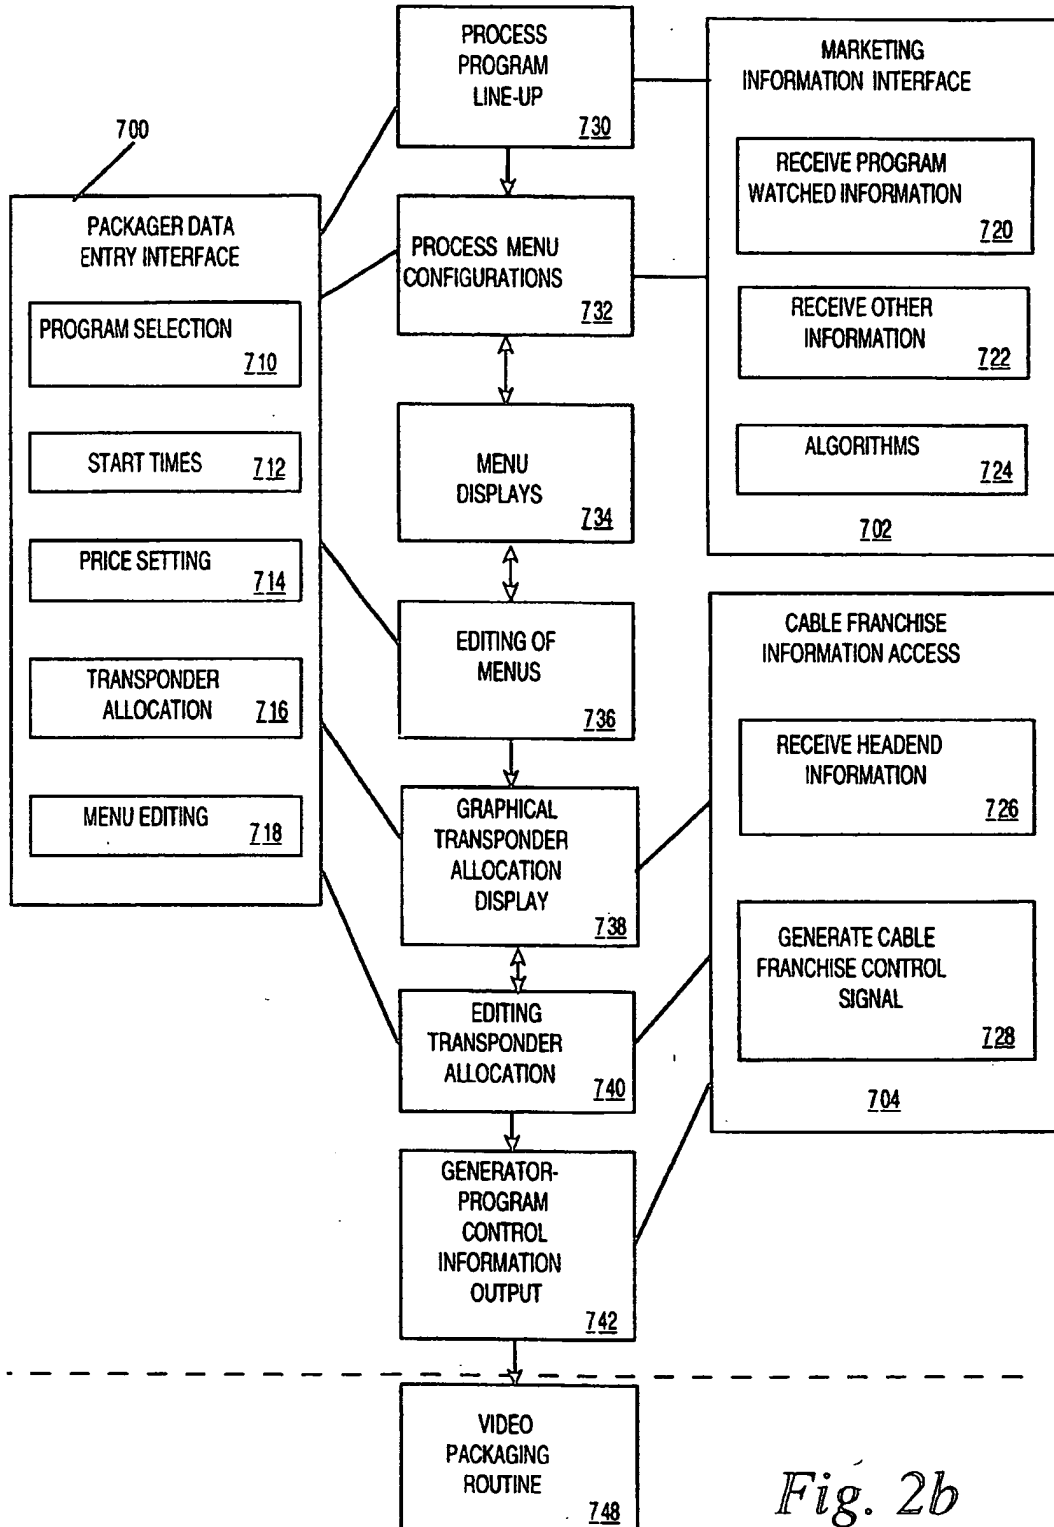 700
PACKAGER DATA
ENTRY INTERFACE
PROGRAM SELECTION
710
START TIMES
712
PRICE SETTING
714
TRANSPONDER
ALLOCATION
716
MENU EDITING
718
PROCESS
PROGRAM
LINE-UP
730
PROCESS MENU
CONFIGURATIONS
732
MENU
DISPLAYS
734
EDITING OF
MENUS
736
GRAPHICAL
TRANSPONDER
ALLOCATION
DISPLAY
738
EDITING
TRANSPONDER
ALLOCATION
740
GENERATOR-
PROGRAM
CONTROL
INFORMATION
OUTPUT
742
VIDEO
PACKAGING
ROUTINE
748
MARKETING
INFORMATION INTERFACE
RECEIVE PROGRAM
WATCHED INFORMATION
720
RECEIVE OTHER
INFORMATION
722
ALGORITHMS
724
702
CABLE FRANCHISE
INFORMATION ACCESS
RECEIVE HEADEND
INFORMATION
726
GENERATE CABLE
FRANCHISE CONTROL
SIGNAL
728
704
Fig. 2b